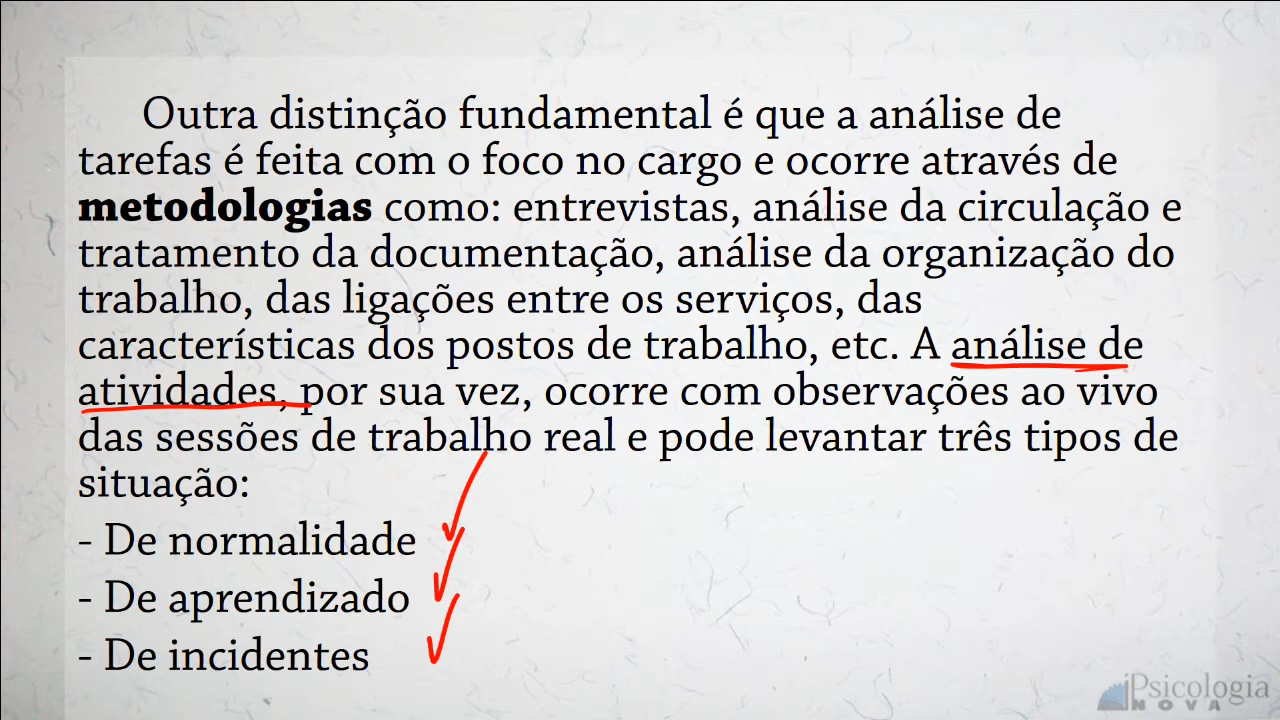 Outra distinção fundamental é que a análise de
tarefas é feita com o foco no cargo e ocorre através de
metodologias como: entrevistas, análise da circulação e
tratamento da documentação, análise da organização do
trabalho, das ligações entre os serviços, das
características dos postos de trabalho, etc. A análise de
atividades, por sua vez, ocorre com observações ao vivo
das sessões de trabalho real e pode levantar três tipos de
situação:
- De normalidade
- De aprendizado
- De incidentes
Psicologia
NOVA